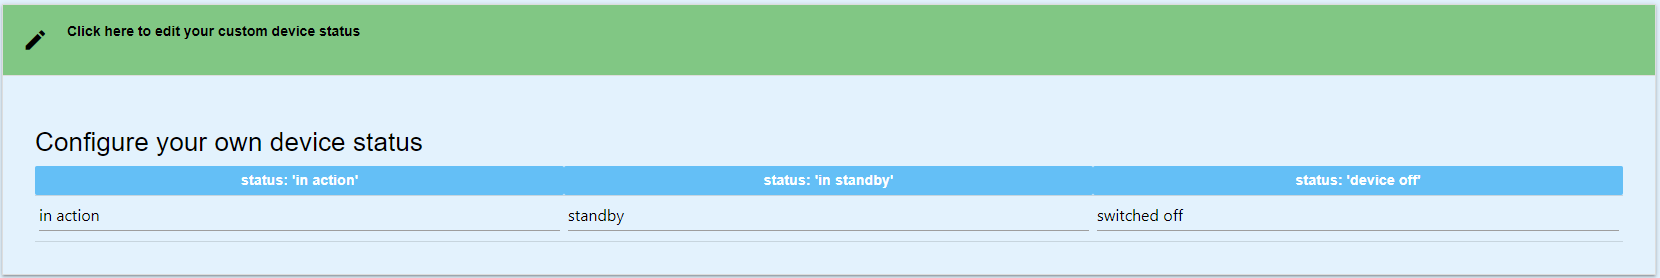 Click here to edit your custom device status
Configure your own device status
status: 'in action' status: 'in standby' status: 'device off'
in action standby switched off